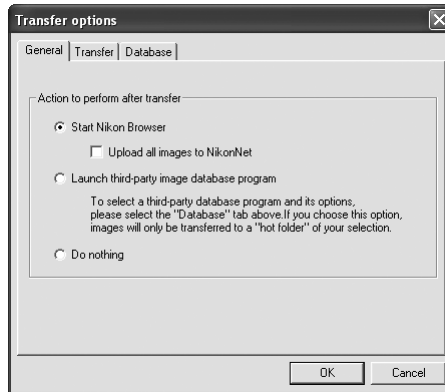 Transfer options
General Transfer Database
Action to perform after transfer
Start Nikon Browser
Upload all images to NikonNet
Launch third-party image database program
To select a third-party database program and its options,
please select the "Database" tab above.If you choose this option,
images will only be transferred to a "hot folder" of your selection.
Do nothing
OK Cancel